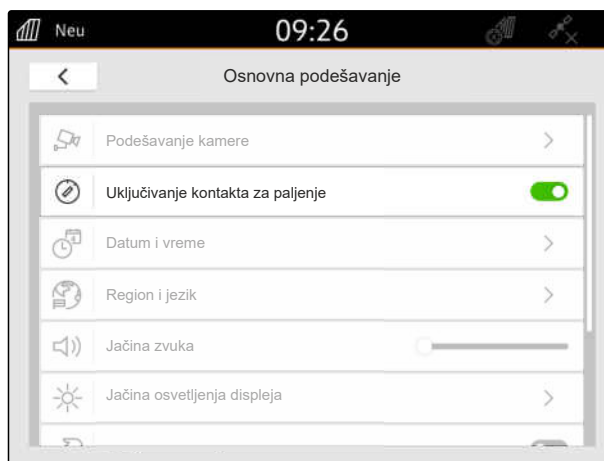 Neu
09:26
Osnovna podešavanje
Podešavanje kamere
Uključivanje kontakta za paljenje
Datum i vreme
Region i jezik
Jačina zvuka
Jačina osvetljenja displeja